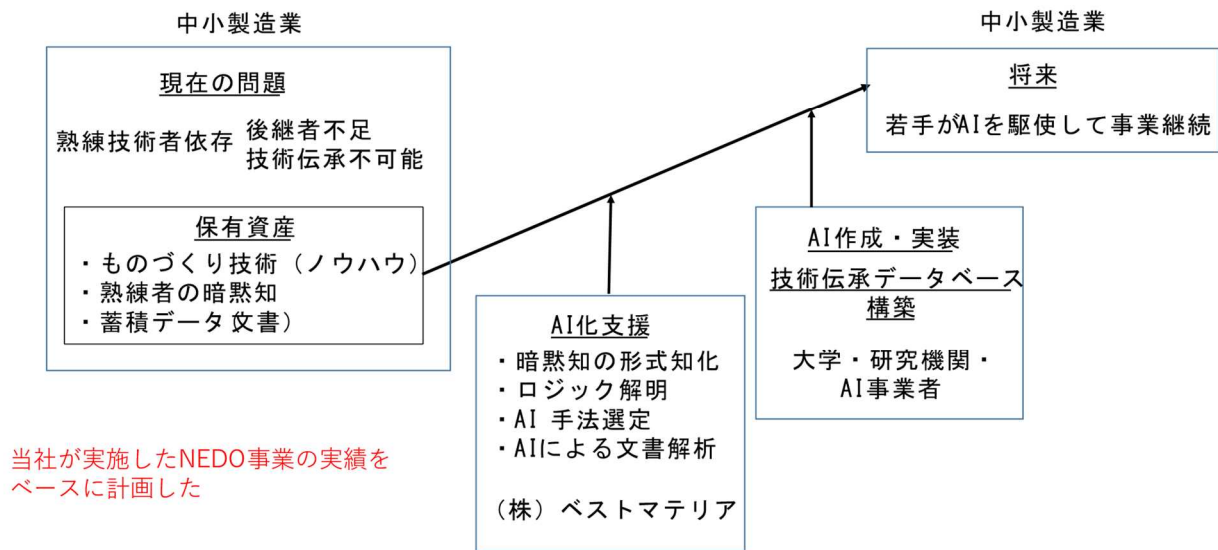 中小製造業
現在の問題
熟練技術者依存
後継者不足
技術伝承不可能
保有資産
・ものづくり技術（ノウハウ）
・熟練者の暗黙知
・蓄積データ文書）
当社が実施したNEDO事業の実績を
ベースに計画した
AI化支援
・暗黙知の形式知化
・ロジック解明
・AI 手法選定
・AIによる文書解析
（株）ベストマテリア
AI作成・実装
技術伝承データベース
構築
大学・研究機関・
AI事業者
中小製造業
将来
若手がAIを駆使して事業継続